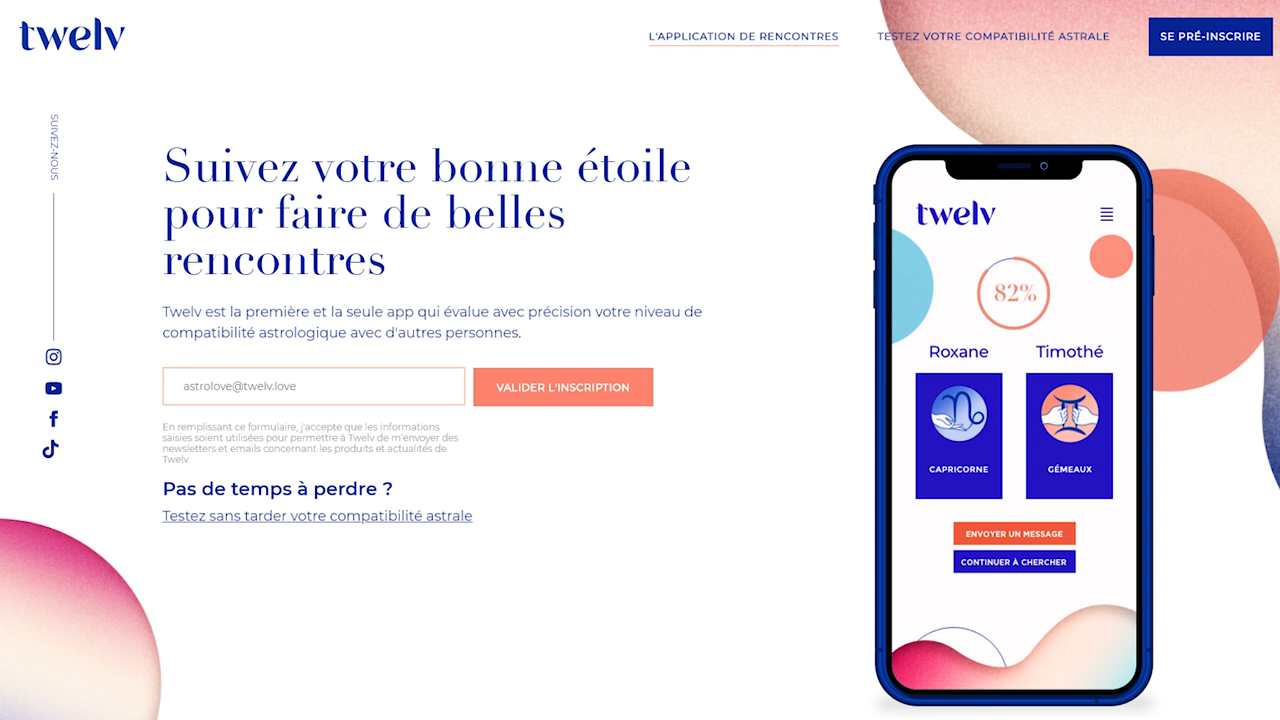 twelv
L'APPLICATION DE RENCONTRES
TESTEZ VOTRE COMPATIBILITÉ ASTRALE
SE PRÉ-INSCRIRE
SUIVEZ-NOUS
Suivez votre bonne étoile
pour faire de belles
rencontres
Twelv est la première et la seule app qui évalue avec précision votre niveau de
compatibilité astrologique avec d'autres personnes.
astrolove@twelv.love
VALIDER L'INSCRIPTION
En remplissant ce formulaire, j'accepte que les informations
saisies soient utilisées pour permettre à Twelv de m'envoyer des
newsletters et emails concernant les produits et actualités de
Twelv.
Pas de temps à perdre ?
Testez sans tarder votre compatibilité astrale
twelv
82%
Roxane
Timothé
CAPRICORNE
GÉMEAUX
ENVOYER UN MESSAGE
CONTINUER À CHERCHER